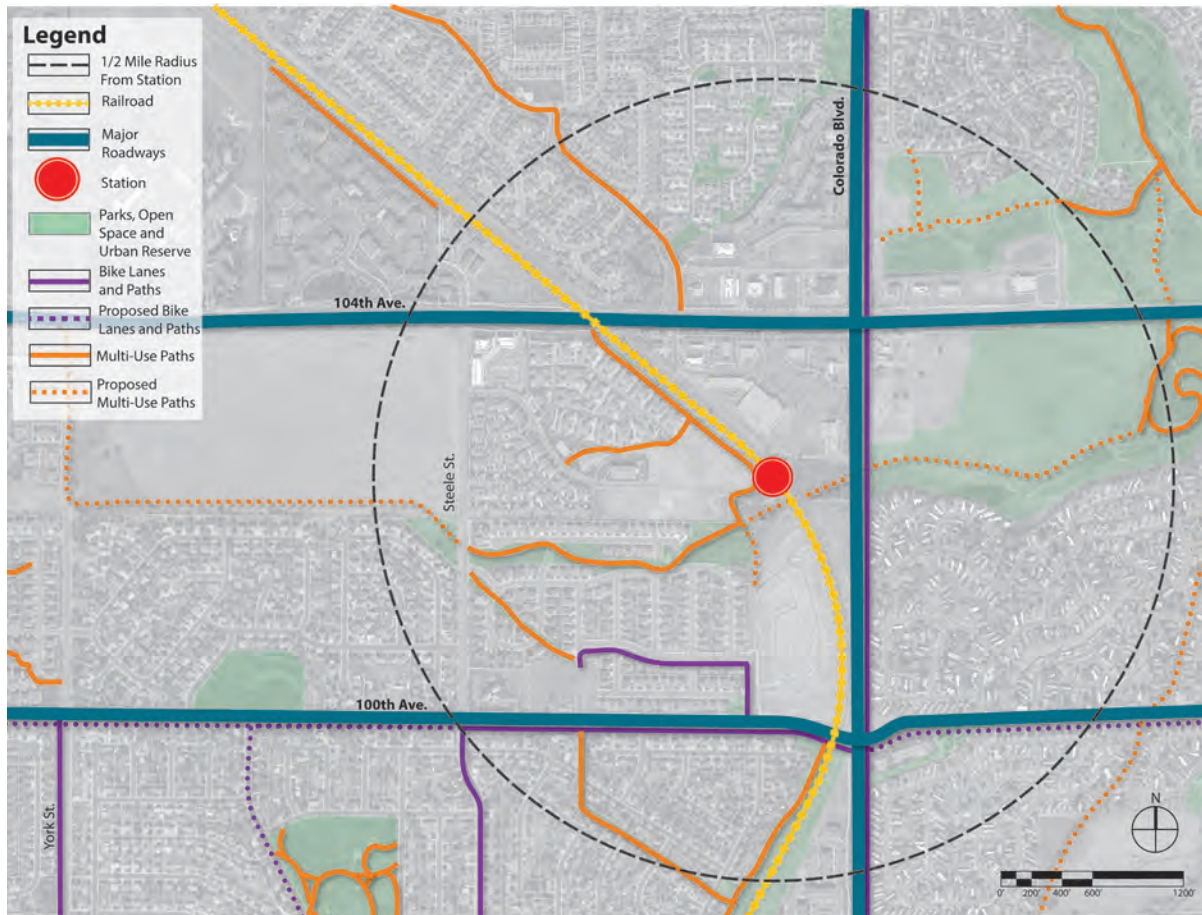 Legend
1/2 Mile Radius
From Station
Railroad
Major
Roadways
Station
Parks, Open
Space and
Urban Reserve
Bike Lanes
and Paths
Proposed Bike
Lanes and Paths
Multi-Use Paths
Proposed
Multi-Use Paths
Colorado Blvd.
104th Ave.
Steele St.
100th Ave.
York St.
N
0' 200' 400' 600' 1200'